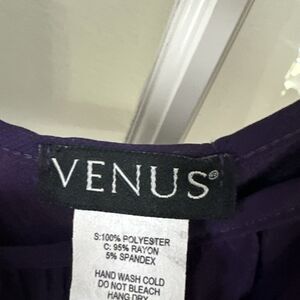 VENUS®
S:100% POLYESTER
C: 95% RAYON
5% SPANDEX
HAND WASH COLD
DO NOT BLEACH
HANG DRY